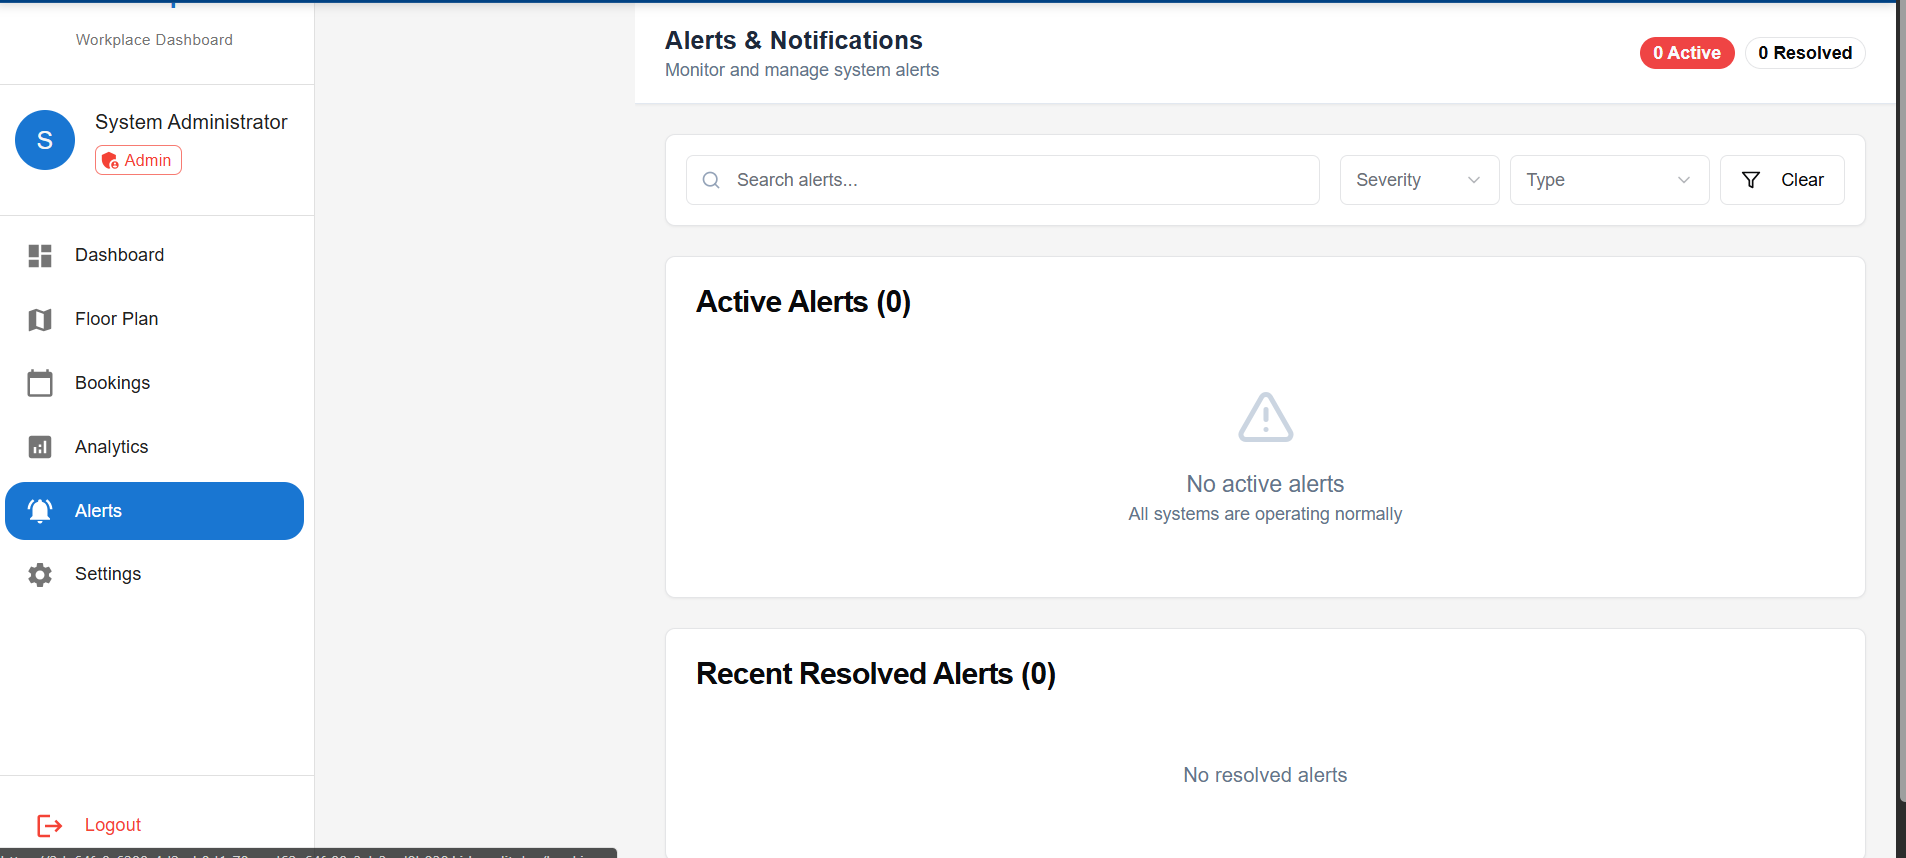 Workplace Dashboard
S
System Administrator
Admin
Dashboard
Floor Plan
Bookings
Analytics
Alerts
Settings
Logout
Alerts & Notifications
Monitor and manage system alerts
0 Active
0 Resolved
Search alerts...
Severity
Type
Clear
Active Alerts (0)
No active alerts
All systems are operating normally
Recent Resolved Alerts (0)
No resolved alerts